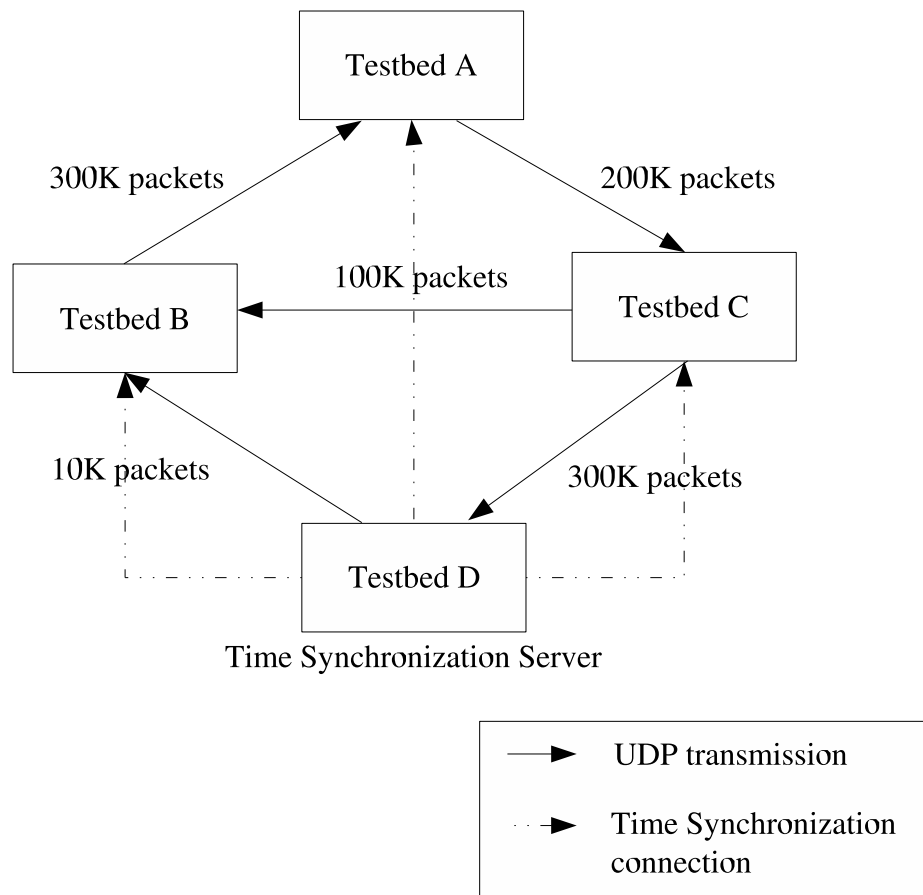 Testbed A
300K packets
200K packets
100K packets
Testbed B
Testbed C
10K packets
300K packets
Testbed D
Time Synchronization Server
UDP transmission
Time Synchronization
connection